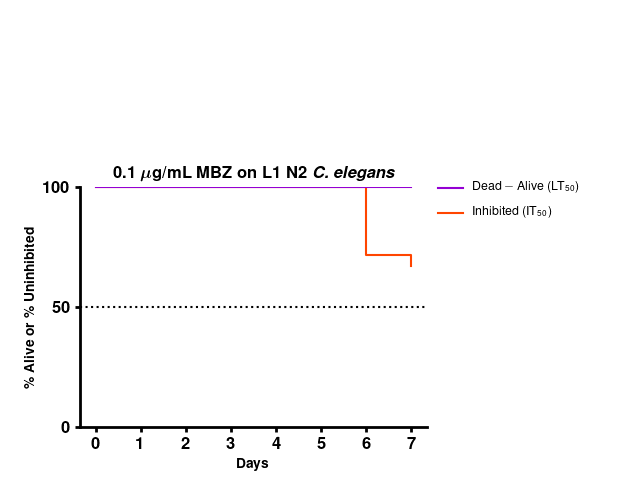 0.1 μg/mL MBZ on L1 N2 C. elegans
100
50
0
% Alive or % Uninhibited
0 1 2 3 4 5 6 7
Days
Dead − Alive (LT₅₀)
Inhibited (IT₅₀)